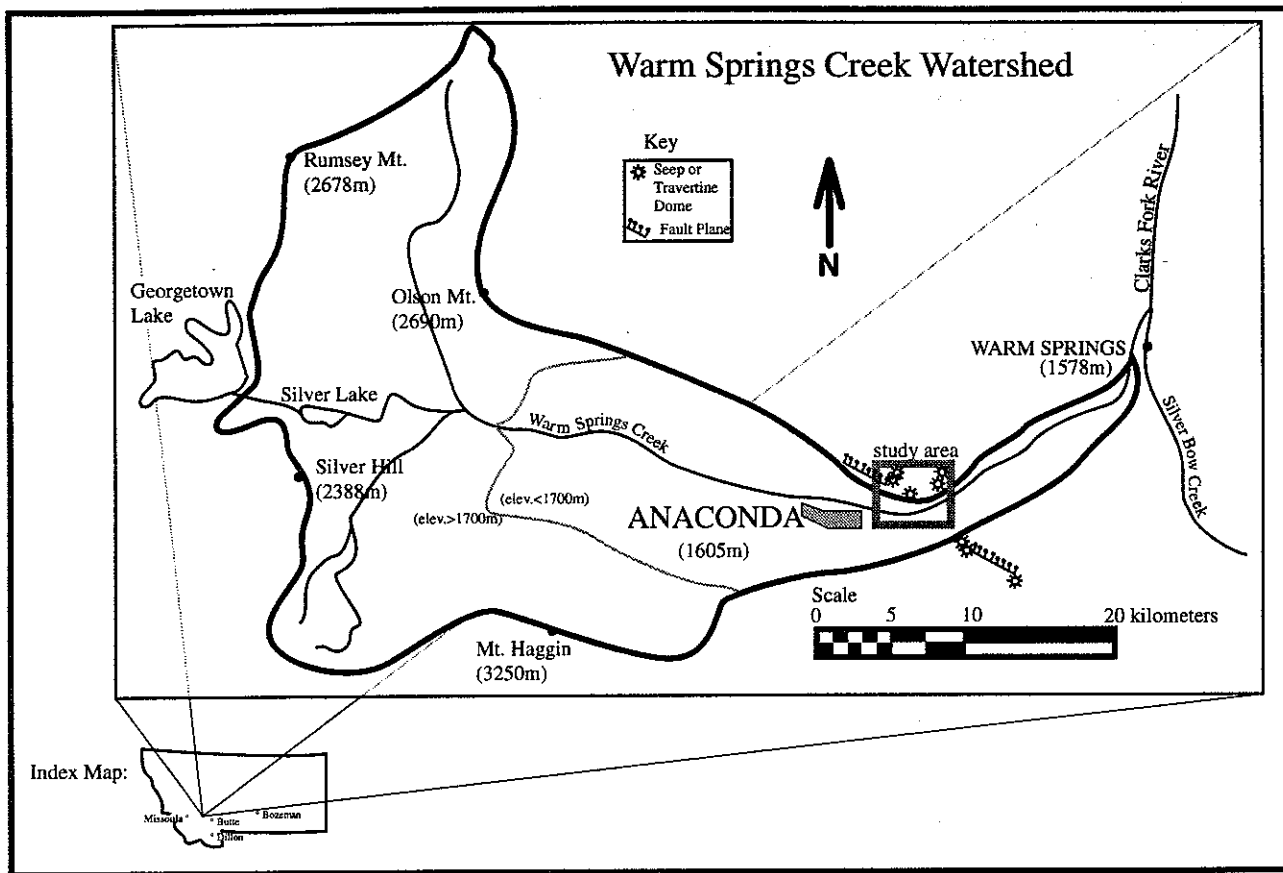 Warm Springs Creek Watershed
Key
Seep or
Travertine
Dome
Fault Plane
N
Rumsey Mt.
(2678m)
Clarks Fork River
Georgetown
Lake
Olson Mt.
(2690m)
WARM SPRINGS
(1578m)
Silver Lake
Warm Springs Creek
Silver Bow Creek
study area
Silver Hill
(2388m)
(elev.<1700m)
(elev.>1700m)
ANACONDA
(1605m)
Scale
0 5 10 20 kilometers
Mt. Haggin
(3250m)
Index Map:
Missoula
Butte
Bozeman
Dillon